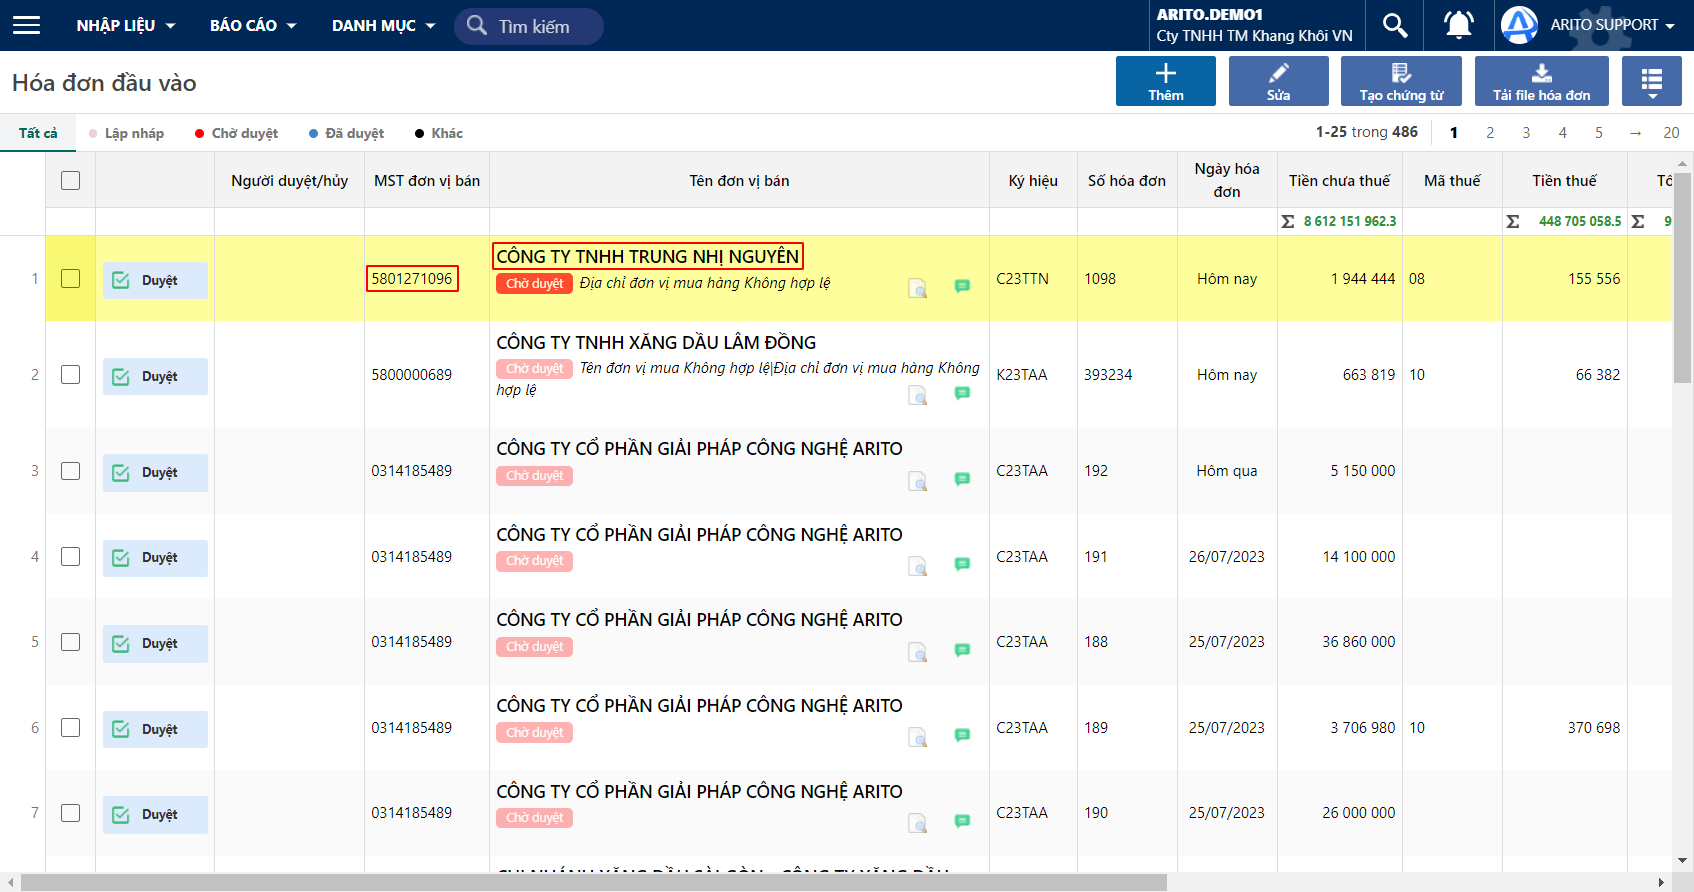 NHẬP LIỆU
BÁO CÁO
DANH MỤC
Tìm kiếm
ARITO.DEMO1
Cty TNHH TM Khang Khôi VN
ARITO SUPPORT
Hóa đơn đầu vào
Thêm
Sửa
Tạo chứng từ
Tải file hóa đơn
Tất cả
Lập nháp
Chờ duyệt
Đã duyệt
Khác
1-25 trong 486
1 2 3 4 5 → 20
Người duyệt/hủy
MST đơn vị bán
Tên đơn vị bán
Ký hiệu
Số hóa đơn
Ngày hóa
đơn
Tiền chưa thuế
Mã thuế
Tiền thuế
Σ 8 612 151 962.3
Σ 448 705 058.5
Σ 9
1 Duyệt 5801271096
CÔNG TY TNHH TRUNG NHỊ NGUYÊN
Chờ duyệt Địa chỉ đơn vị mua hàng Không hợp lệ
C23TTN 1098 Hôm nay 1 944 444 08 155 556
2 Duyệt 5800000689
CÔNG TY TNHH XĂNG DẦU LÂM ĐỒNG
Chờ duyệt Tên đơn vị mua Không hợp lệ|Địa chỉ đơn vị mua hàng Không
hợp lệ
K23TAA 393234 Hôm nay 663 819 10 66 382
3 Duyệt 0314185489
CÔNG TY CỔ PHẦN GIẢI PHÁP CÔNG NGHỆ ARITO
Chờ duyệt
C23TAA 192 Hôm qua 5 150 000
4 Duyệt 0314185489
CÔNG TY CỔ PHẦN GIẢI PHÁP CÔNG NGHỆ ARITO
Chờ duyệt
C23TAA 191 26/07/2023 14 100 000
5 Duyệt 0314185489
CÔNG TY CỔ PHẦN GIẢI PHÁP CÔNG NGHỆ ARITO
Chờ duyệt
C23TAA 188 25/07/2023 36 860 000
6 Duyệt 0314185489
CÔNG TY CỔ PHẦN GIẢI PHÁP CÔNG NGHỆ ARITO
Chờ duyệt
C23TAA 189 25/07/2023 3 706 980 10 370 698
7 Duyệt 0314185489
CÔNG TY CỔ PHẦN GIẢI PHÁP CÔNG NGHỆ ARITO
Chờ duyệt
C23TAA 190 25/07/2023 26 000 000